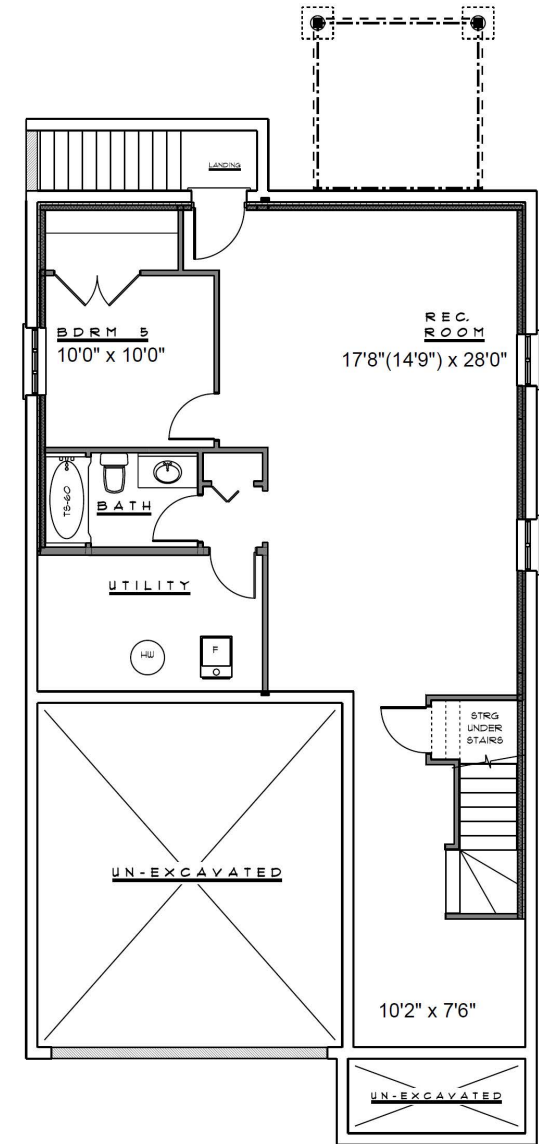 LANDING
REC.
ROOM
17'8"(14'9") x 28'0"
BDRM 5
10'0" x 10'0"
TS-60
BATH
UTILITY
HW
F
STRG
UNDER
STAIRS
UN-EXCAVATED
10'2" x 7'6"
UN-EXCAVATED